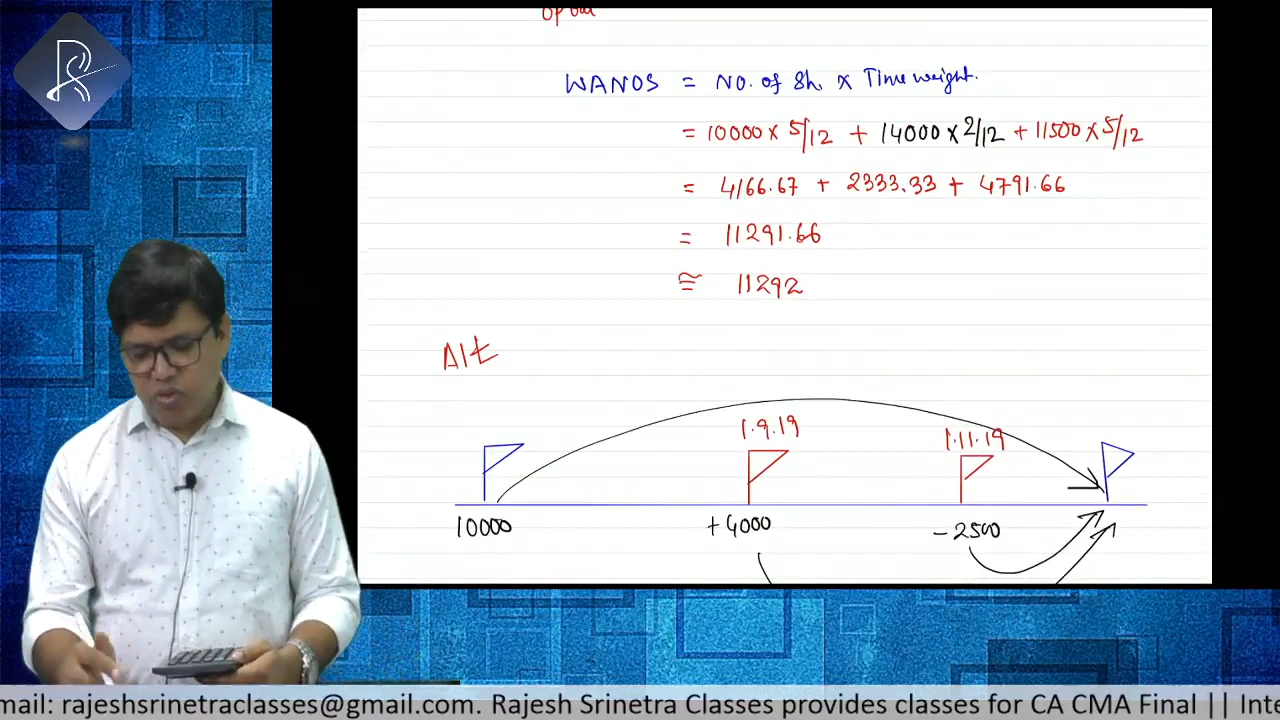 WANOS = NO. of Sh. x Time weight.
= 10000 x 5/12 + 14000 x 2/12 + 11500 x 5/12
= 4166.67 + 2333.33 + 4791.66
= 11291.66
≅ 11292
Alt
1.9.19
1.11.19
10000
+4000
-2500
mail: rajeshsrinetraclasses@gmail.com. Rajesh Srinetra Classes provides classes for CA CMA Final || Inte